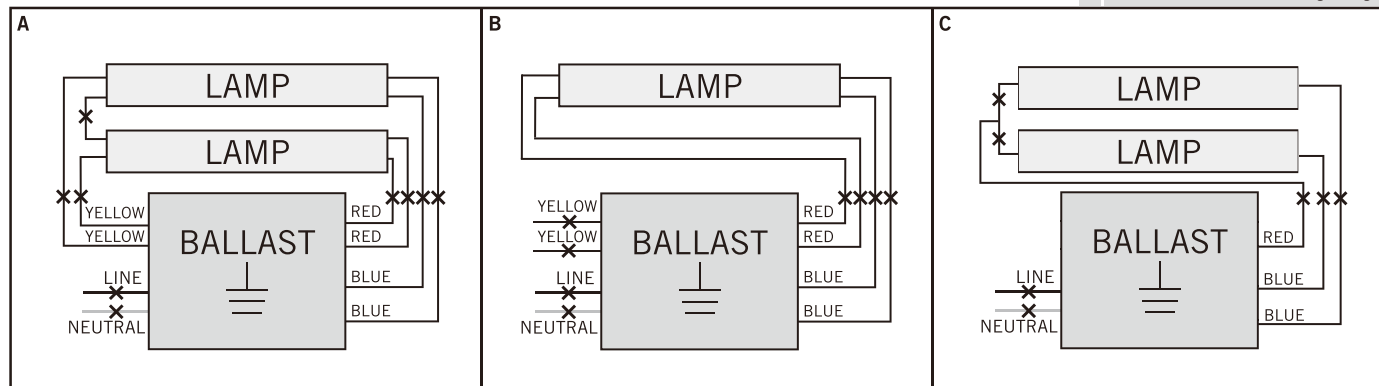 A
LAMP
LAMP
YELLOW
YELLOW
BALLAST
RED
RED
BLUE
BLUE
LINE
NEUTRAL
B
LAMP
YELLOW
YELLOW
BALLAST
RED
RED
BLUE
BLUE
LINE
NEUTRAL
C
LAMP
LAMP
BALLAST
RED
BLUE
BLUE
LINE
NEUTRAL